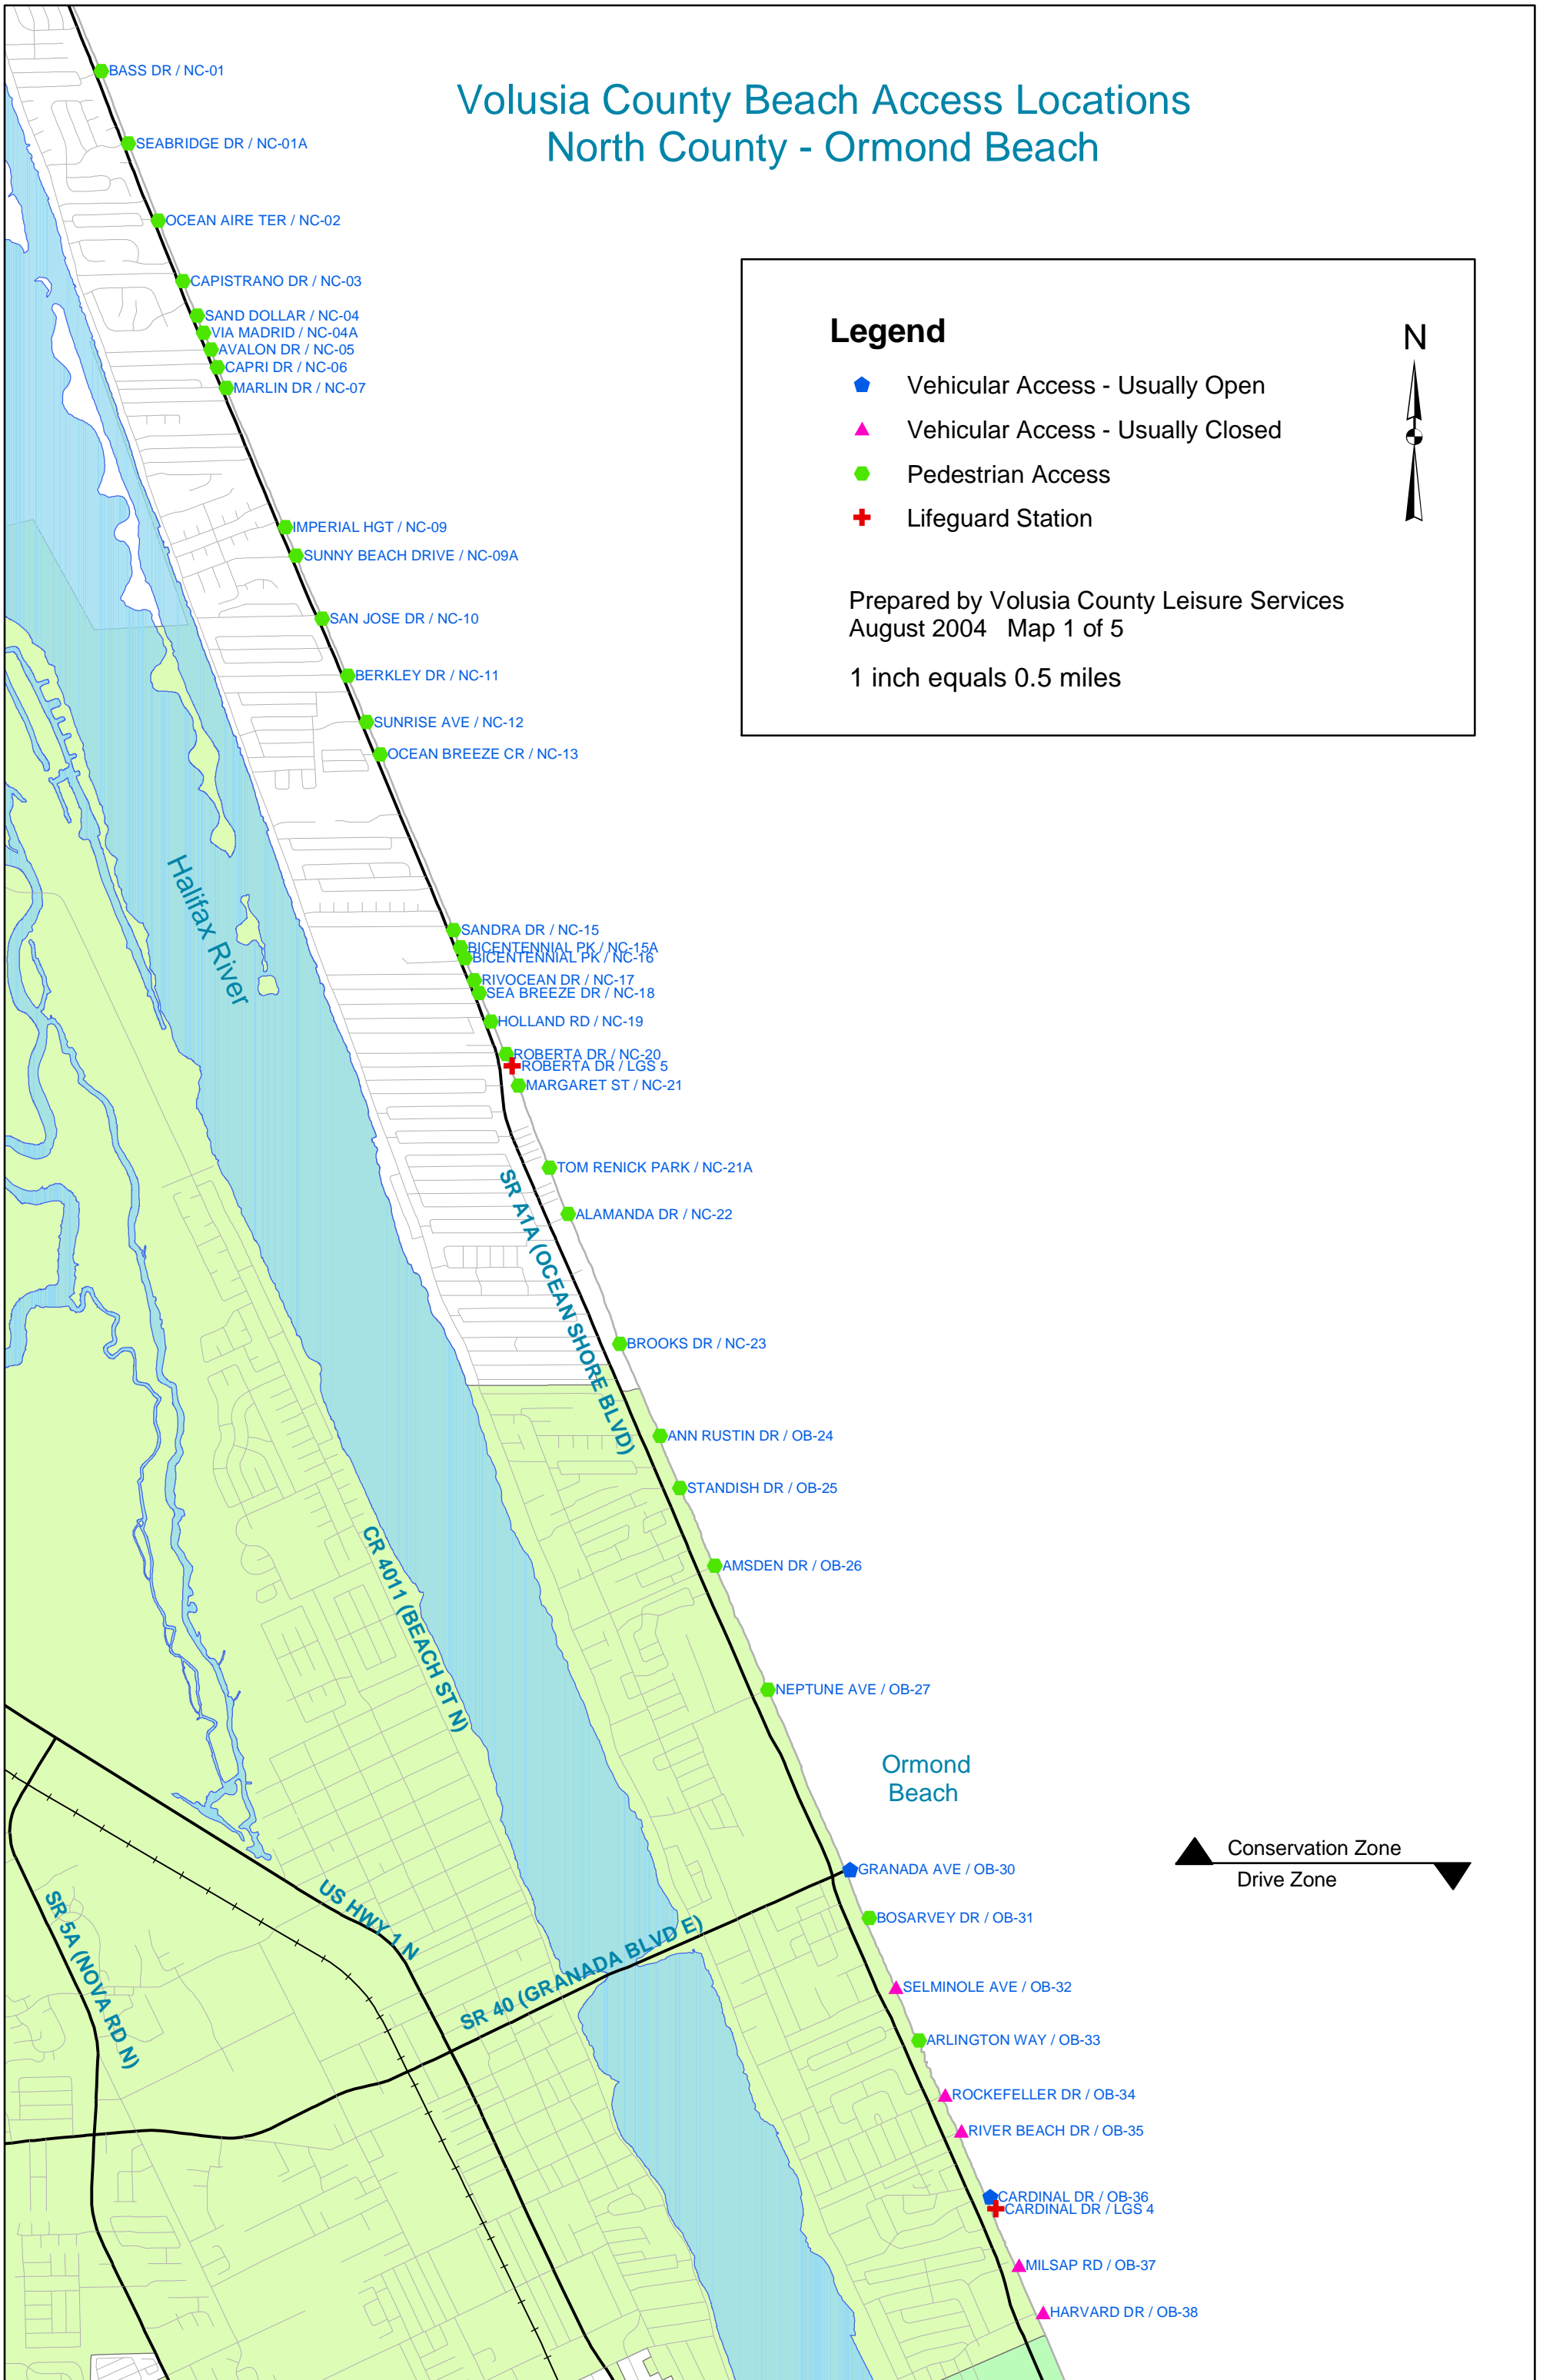 Volusia County Beach Access Locations
North County - Ormond Beach
BASS DR / NC-01
SEABRIDGE DR / NC-01A
OCEAN AIRE TER / NC-02
CAPISTRANO DR / NC-03
SAND DOLLAR / NC-04
VIA MADRID / NC-04A
AVALON DR / NC-05
CAPRI DR / NC-06
MARLIN DR / NC-07
Legend
N
Vehicular Access - Usually Open
Vehicular Access - Usually Closed
Pedestrian Access
Lifeguard Station
Prepared by Volusia County Leisure Services
August 2004 Map 1 of 5
1 inch equals 0.5 miles
IMPERIAL HGT / NC-09
SUNNY BEACH DRIVE / NC-09A
SAN JOSE DR / NC-10
BERKLEY DR / NC-11
SUNRISE AVE / NC-12
OCEAN BREEZE CR / NC-13
Halifax River
SANDRA DR / NC-15
BICENTENNIAL PK / NC-15A
BICENTENNIAL PK / NC-16
RIVOCEAN DR / NC-17
SEA BREEZE DR / NC-18
HOLLAND RD / NC-19
ROBERTA DR / NC-20
ROBERTA DR / LGS 5
MARGARET ST / NC-21
TOM RENICK PARK / NC-21A
ALAMANDA DR / NC-22
SR A1A (OCEAN SHORE BLVD)
BROOKS DR / NC-23
ANN RUSTIN DR / OB-24
STANDISH DR / OB-25
AMSDEN DR / OB-26
CR 4011 (BEACH ST N)
NEPTUNE AVE / OB-27
Ormond
Beach
Conservation Zone
Drive Zone
GRANADA AVE / OB-30
BOSARVEY DR / OB-31
US HWY 1 N
SR 5A (NOVA RD N)
SR 40 (GRANADA BLVD E)
SELMINOLE AVE / OB-32
ARLINGTON WAY / OB-33
ROCKEFELLER DR / OB-34
RIVER BEACH DR / OB-35
CARDINAL DR / OB-36
CARDINAL DR / LGS 4
MILSAP RD / OB-37
HARVARD DR / OB-38